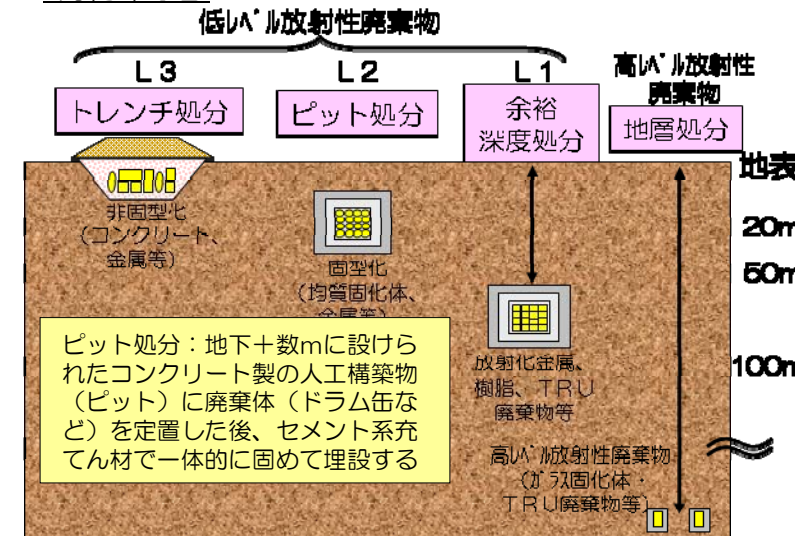 低ﾚﾍﾞﾙ放射性廃棄物
L3
L2
L1
高ﾚﾍﾞﾙ放射性
廃棄物
トレンチ処分
ピット処分
余裕
深度処分
地層処分
地表
20m
50m
100m
非固型化
(コンクリート、
金属等)
固型化
(均質固化体、
金属等)
放射化金属、
樹脂、TRU
廃棄物等
ピット処分：地下＋数mに設けら
れたコンクリート製の人工構築物
（ピット）に廃棄体（ドラム缶な
ど）を定置した後、セメント系充
てん材で一体的に固めて埋設する
高ﾚﾍﾞﾙ放射性廃棄物
(ｶﾞﾗｽ固化体・
TRU廃棄物等)